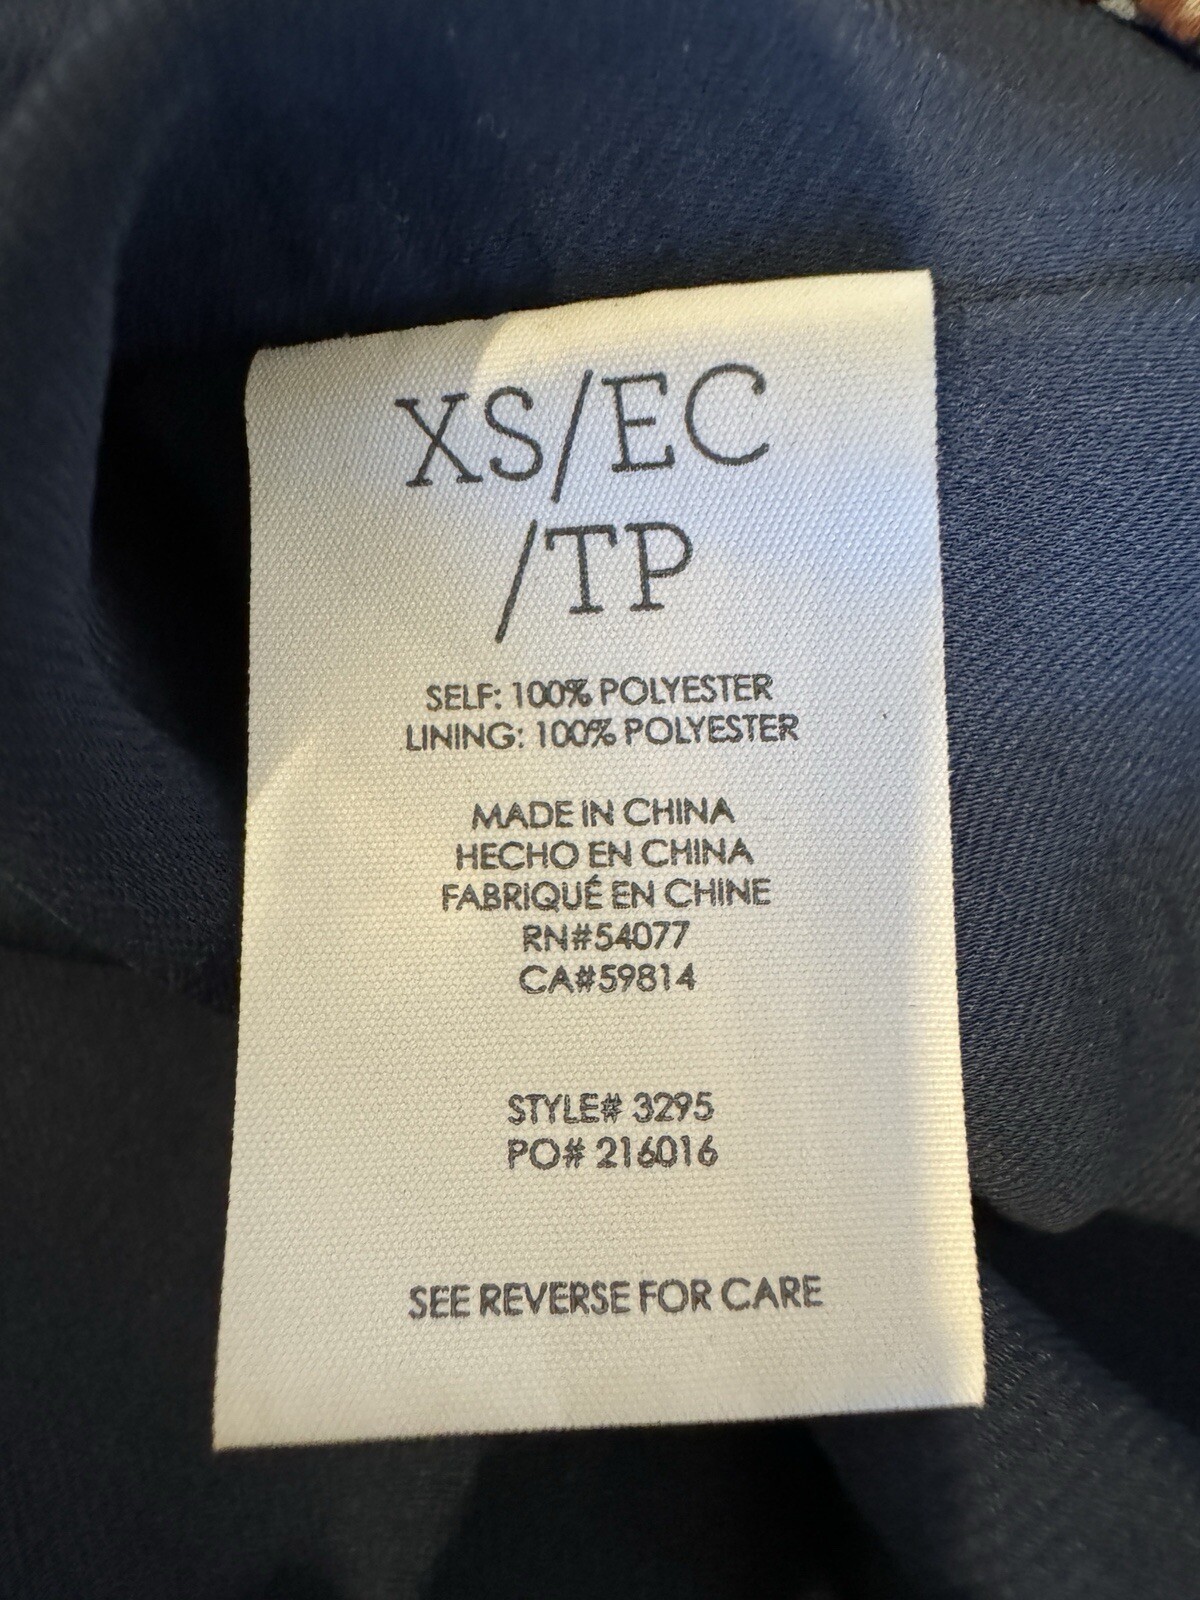 XS/EC
/TP
SELF: 100% POLYESTER
LINING: 100% POLYESTER
MADE IN CHINA
HECHO EN CHINA
FABRIQUÉ EN CHINE
RN#54077
CA#59814
STYLE# 3295
PO# 216016
SEE REVERSE FOR CARE